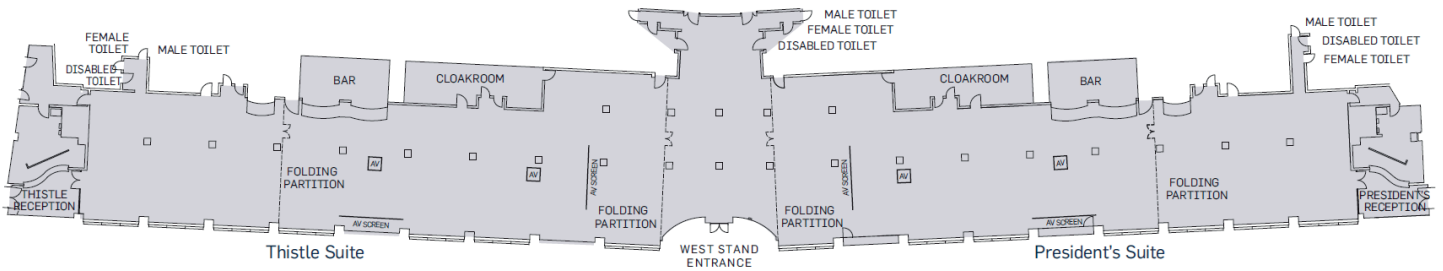 FEMALE
TOILET
MALE TOILET
DISABLED
TOILET
BAR
CLOAKROOM
AV
AV
AV SCREEN
AV SCREEN
FOLDING
PARTITION
FOLDING
PARTITION
THISTLE
RECEPTION
Thistle Suite
MALE TOILET
FEMALE TOILET
DISABLED TOILET
WEST STAND
ENTRANCE
CLOAKROOM
BAR
MALE TOILET
DISABLED TOILET
FEMALE TOILET
AV SCREEN
AV
AV
AV SCREEN
FOLDING
PARTITION
FOLDING
PARTITION
PRESIDENT'S
RECEPTION
President's Suite